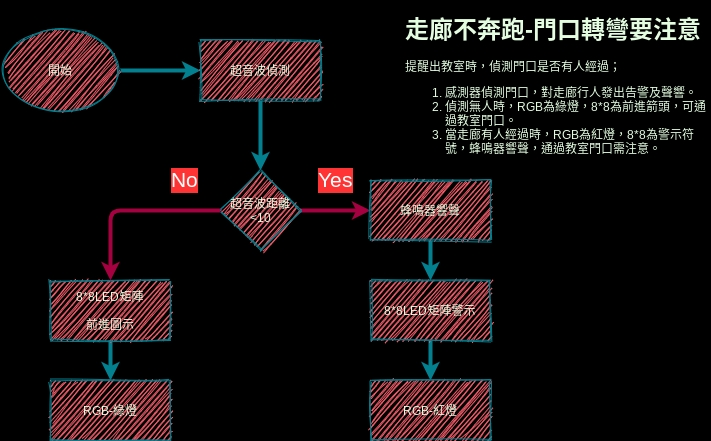 走廊不奔跑-門口轉彎要注意
提醒出教室時，偵測門口是否有人經過；
1. 感測器偵測門口，對走廊行人發出告警及聲響。
2. 偵測無人時，RGB為綠燈，8*8為前進箭頭，可通
過教室門口。
3. 當走廊有人經過時，RGB為紅燈，8*8為警示符
號，蜂鳴器響聲，通過教室門口需注意。
開始
超音波偵測
超音波距離
<10
No
Yes
蜂鳴器響聲
8*8LED矩陣
前進圖示
8*8LED矩陣警示
RGB-綠燈
RGB-紅燈